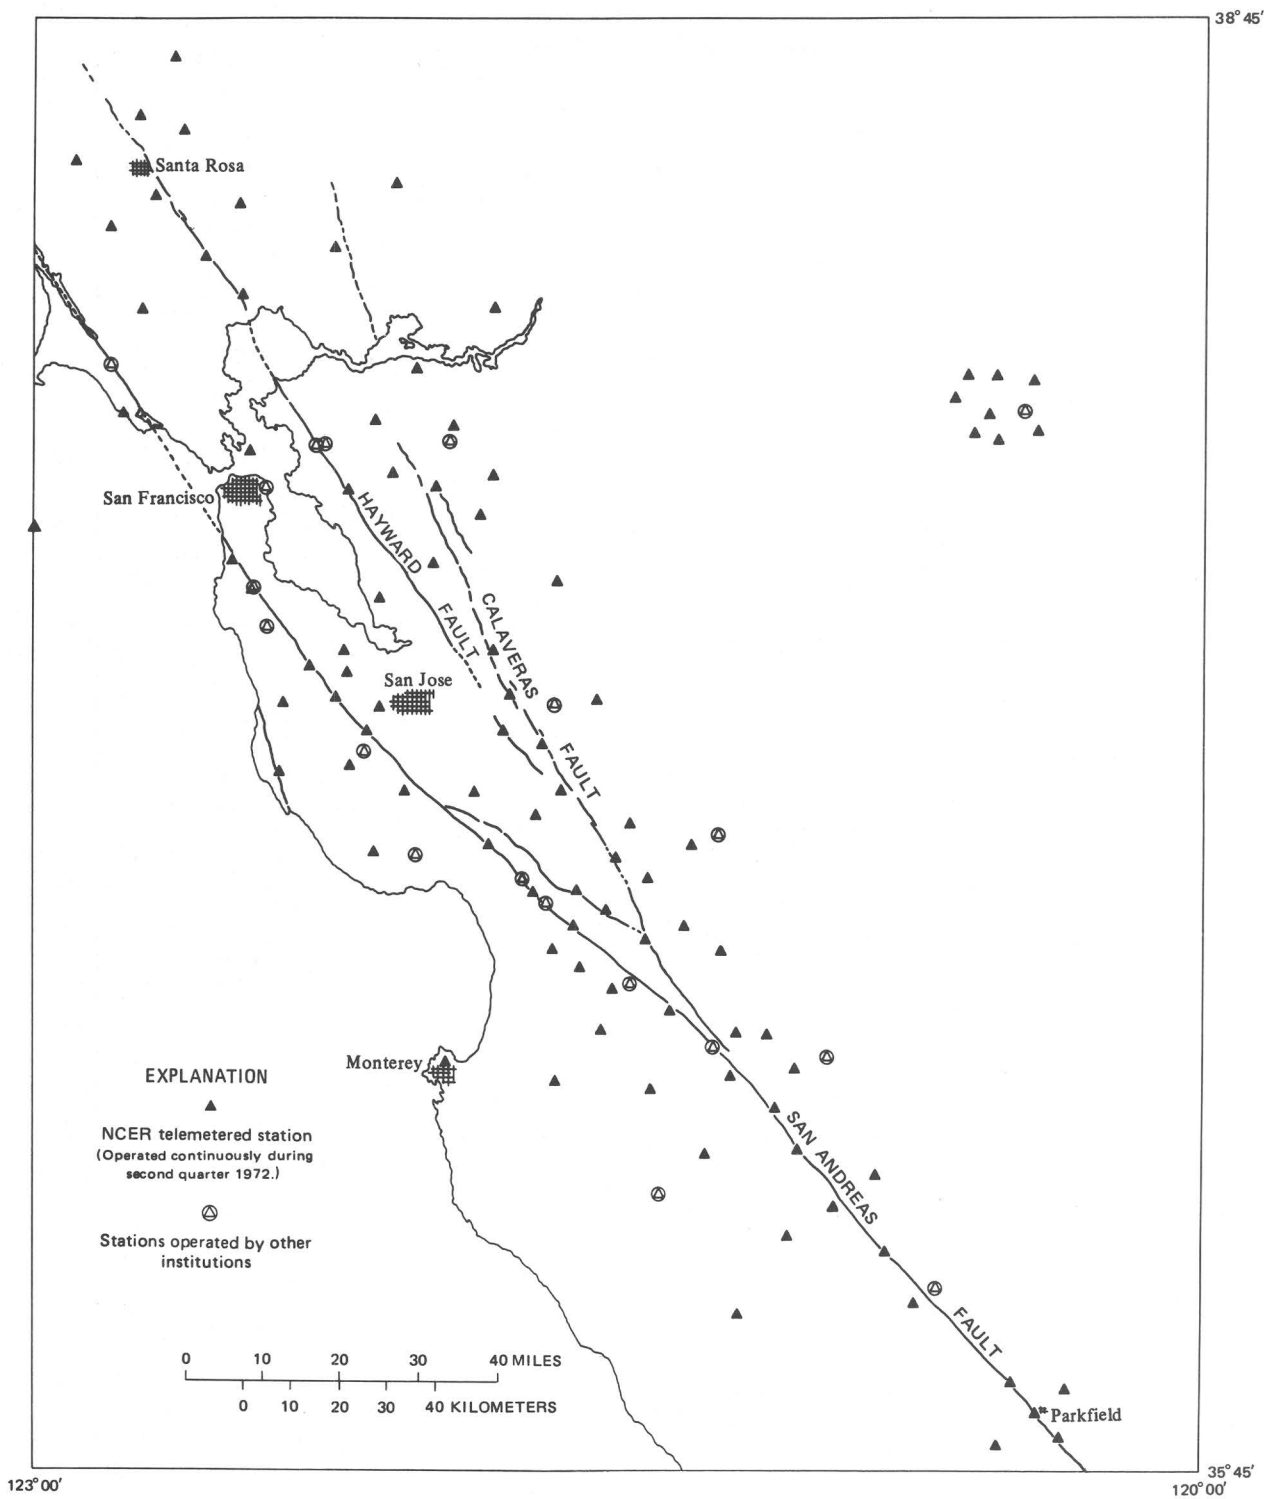 38° 45′
Santa Rosa
San Francisco
HAYWARD FAULT
CALAVERAS FAULT
San Jose
Monterey
SAN ANDREAS FAULT
EXPLANATION
NCER telemetered station
(Operated continuously during
second quarter 1972.)
Stations operated by other
institutions
0 10 20 30 40 MILES
0 10 20 30 40 KILOMETERS
Parkfield
123° 00′
35° 45′
120° 00′